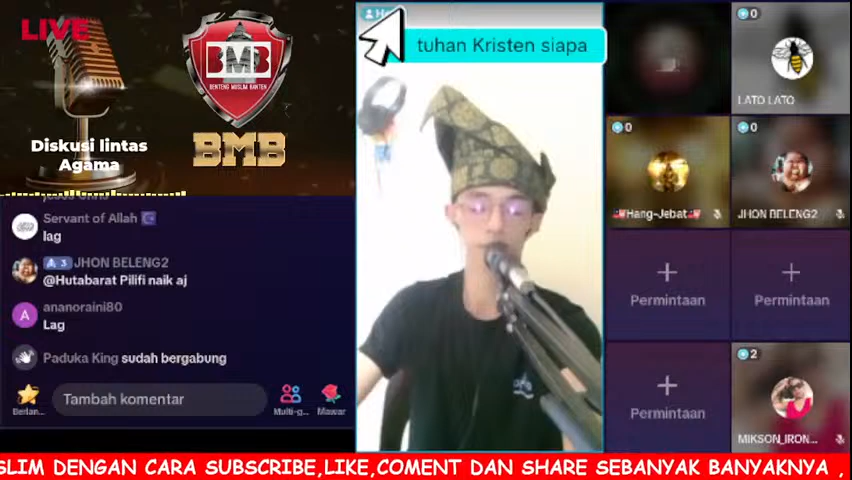 LIVE
BMB
BENTENG MUSLIM BANTEN
BMB
Diskusi lintas
Agama
Servant of Allah
lag
3 JHON BELENG2
@Hutabarat Pilifi naik aj
ananoraini80
Lag
Paduka King sudah bergabung
Berlan...
Tambah komentar
Multi-g...
Mawar
tuhan Kristen siapa
0
LATO LATO
0
Hang-Jebat
0
JHON BELENG2
Permintaan
Permintaan
Permintaan
2
MIKSON_IRON...
SLIM DENGAN CARA SUBSCRIBE,LIKE,COMENT DAN SHARE SEBANYAK BANYAKNYA ,